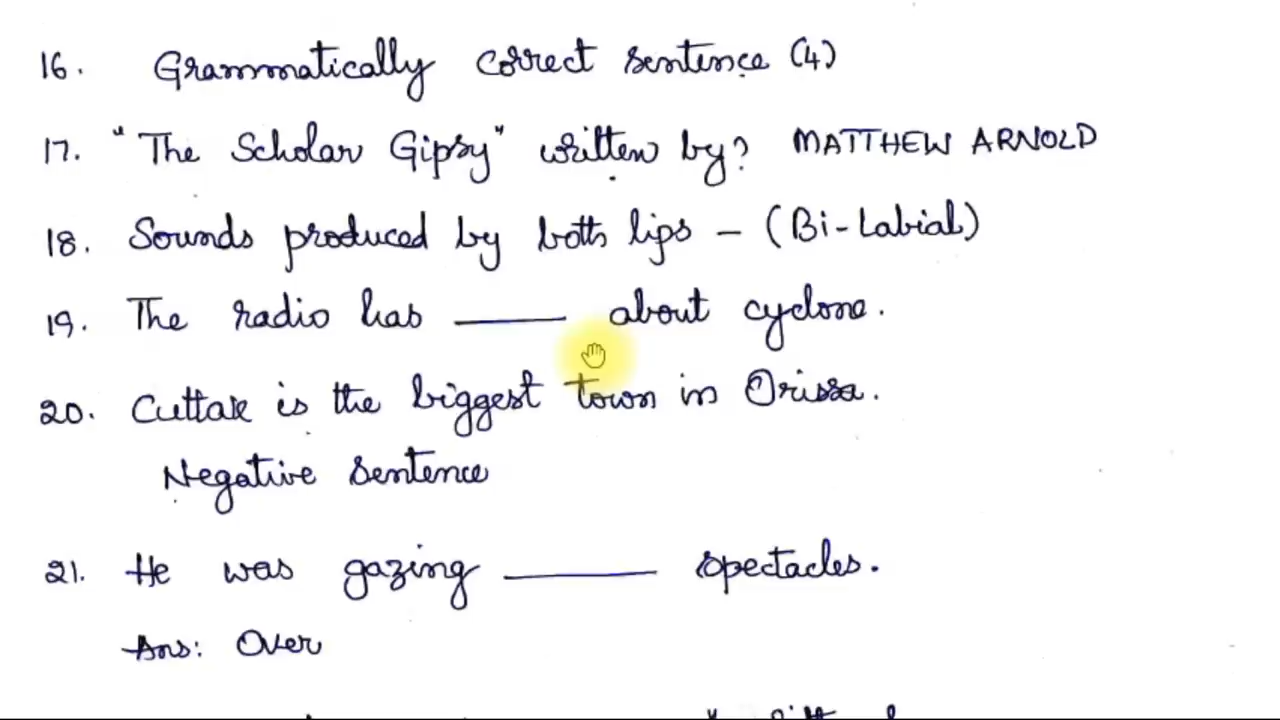 16. Grammatically correct sentence (4)
17. "The Scholar Gipsy" written by? MATTHEW ARNOLD
18. Sounds produced by both lips - (Bi-Labial)
19. The radio has _____ about cyclone.
20. Cuttak is the biggest town in Orissa.
Negative Sentence
21. He was gazing _____ spectacles.
Ans: Over